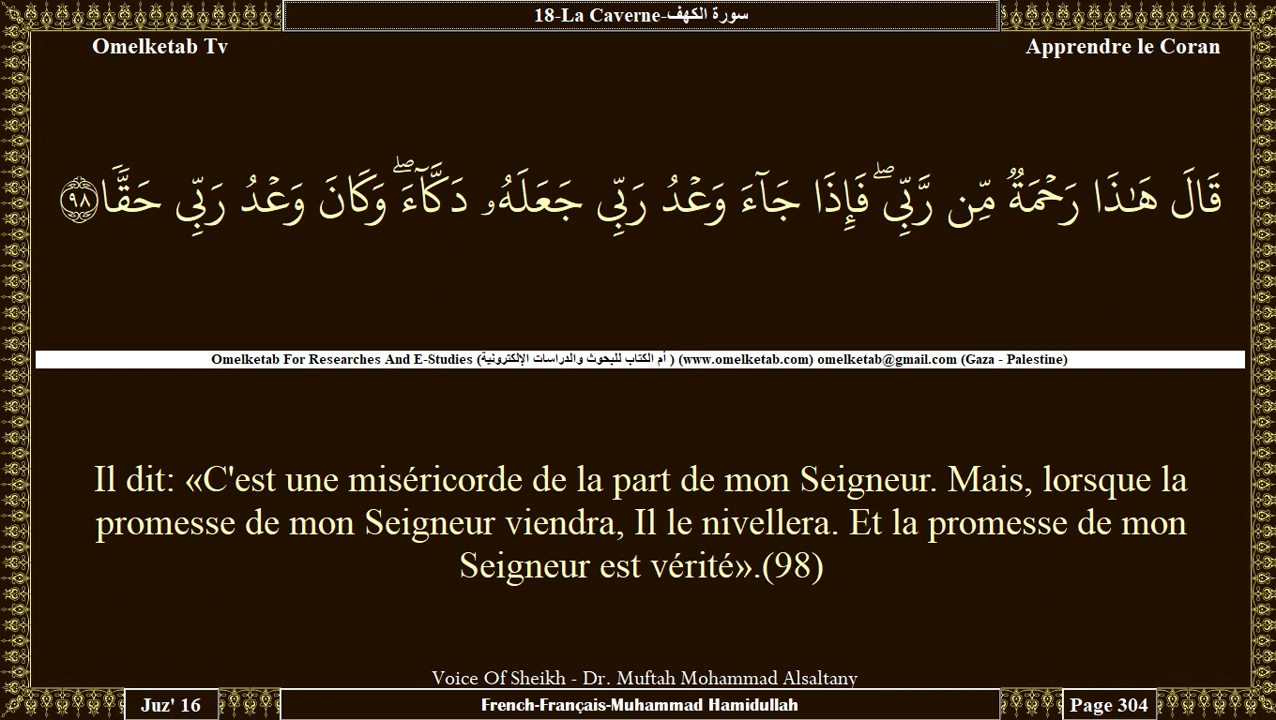 18-La Caverne-سورة الكهف
Omelketab Tv
Apprendre le Coran
قَالَ هَـٰذَا رَحْمَةٌ مِّن رَّبِّى ۖ فَإِذَا جَآءَ وَعْدُ رَبِّى جَعَلَهُۥ دَكَّآءَ ۖ وَكَانَ وَعْدُ رَبِّى حَقًّا ٩٨
Omelketab For Researches And E-Studies (أم الكتاب للبحوث والدراسات الإلكترونية ) (www.omelketab.com) omelketab@gmail.com (Gaza - Palestine)
Il dit: «C'est une miséricorde de la part de mon Seigneur. Mais, lorsque la
promesse de mon Seigneur viendra, Il le nivellera. Et la promesse de mon
Seigneur est vérité».(98)
Voice Of Sheikh - Dr. Muftah Mohammad Alsaltany
Juz' 16
French-Français-Muhammad Hamidullah
Page 304